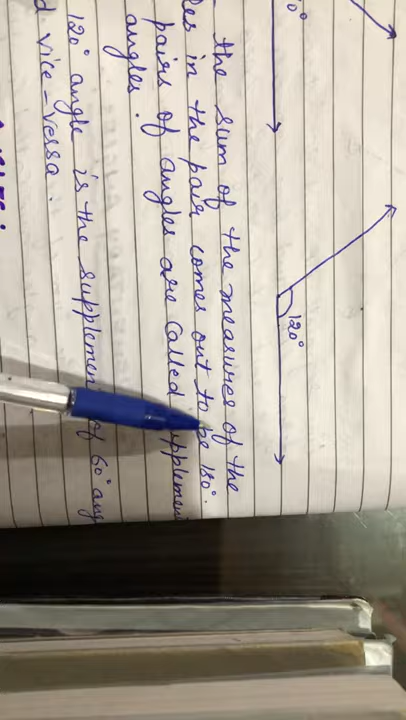 120°
the sum of the measures of the
in the pair comes out to be 180°.
pairs of angles are called
angles.
120° angle is the supplement of 60° ang
vice-versa.